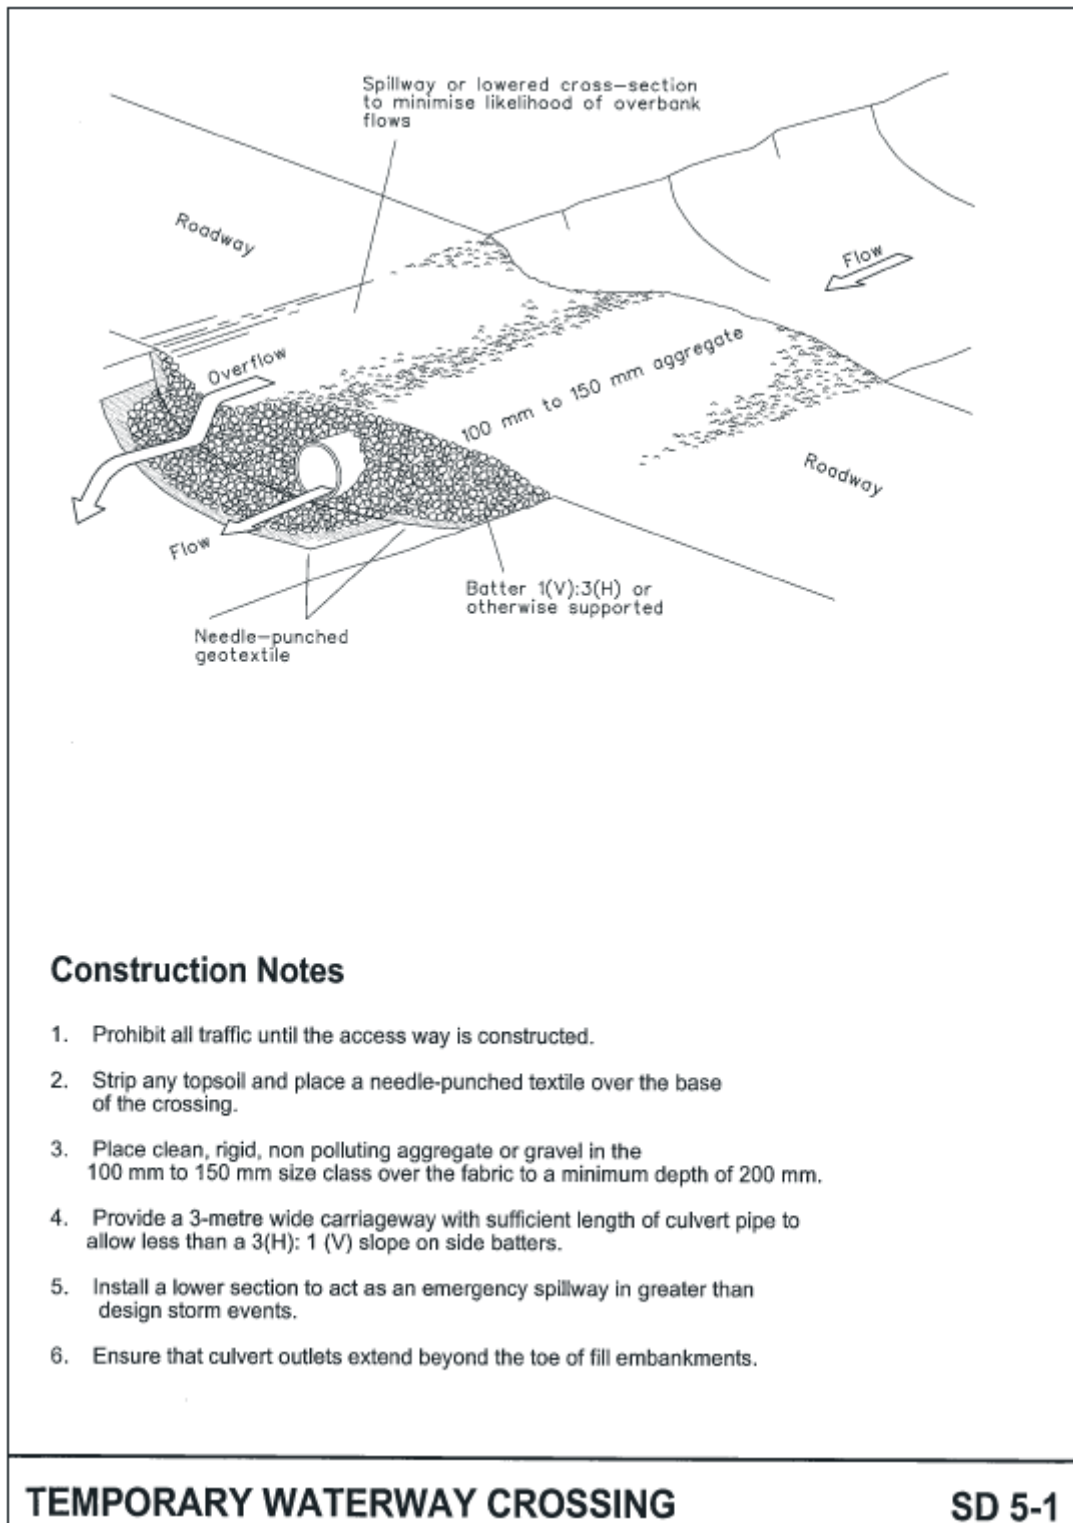 Spillway or lowered cross-section
to minimise likelihood of overbank
flows
Roadway
Flow
Overflow
100 mm to 150 mm aggregate
Roadway
Flow
Batter 1(V):3(H) or
otherwise supported
Needle-punched
geotextile
Construction Notes
1. Prohibit all traffic until the access way is constructed.
2. Strip any topsoil and place a needle-punched textile over the base
of the crossing.
3. Place clean, rigid, non polluting aggregate or gravel in the
100 mm to 150 mm size class over the fabric to a minimum depth of 200 mm.
4. Provide a 3-metre wide carriageway with sufficient length of culvert pipe to
allow less than a 3(H): 1 (V) slope on side batters.
5. Install a lower section to act as an emergency spillway in greater than
design storm events.
6. Ensure that culvert outlets extend beyond the toe of fill embankments.
TEMPORARY WATERWAY CROSSING SD 5-1